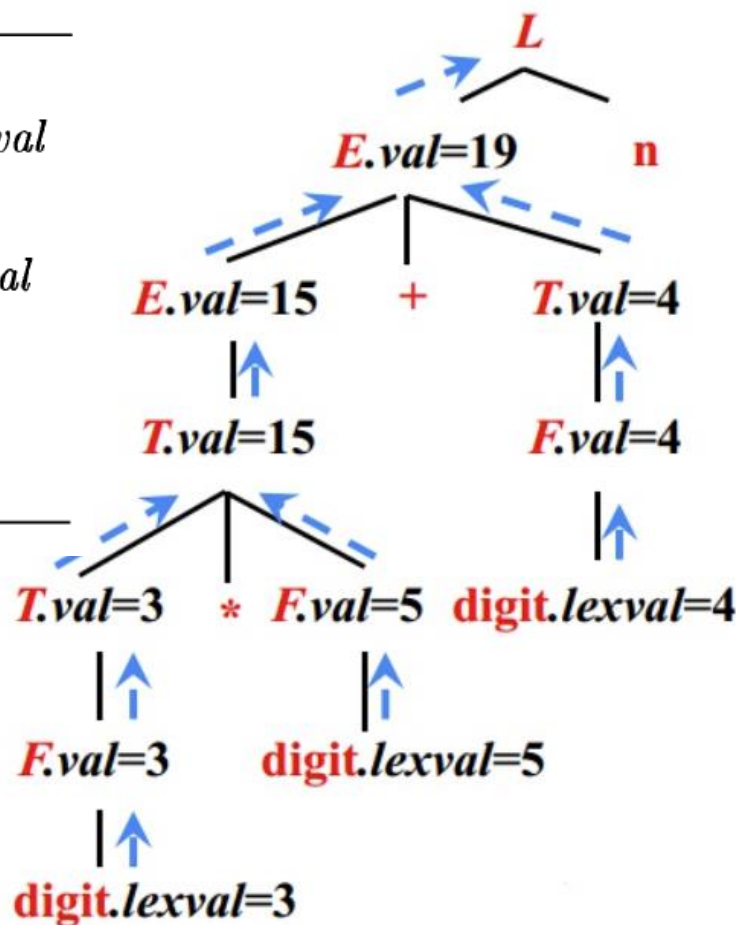 L
val
E.val=19 n
al
E.val=15 + T.val=4
T.val=15 F.val=4
T.val=3 * F.val=5 digit.lexval=4
F.val=3 digit.lexval=5
digit.lexval=3